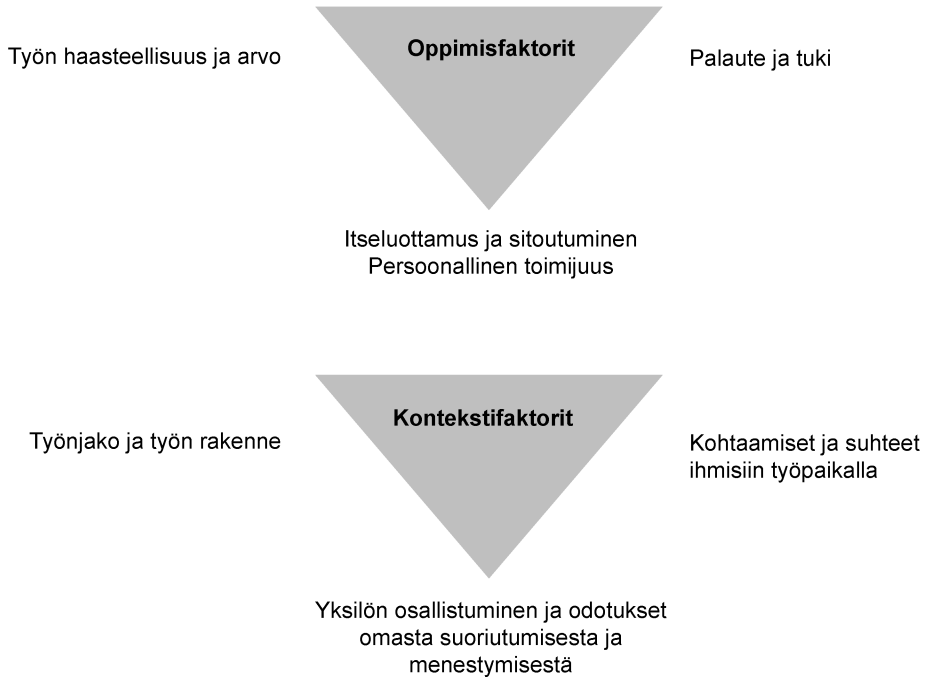 Oppimisfaktorit
Työn haasteellisuus ja arvo
Palaute ja tuki
Itseluottamus ja sitoutuminen
Persoonallinen toimijuus
Kontekstifaktorit
Työnjako ja työn rakenne
Kohtaamiset ja suhteet
ihmisiin työpaikalla
Yksilön osallistuminen ja odotukset
omasta suoriutumisesta ja
menestymisestä